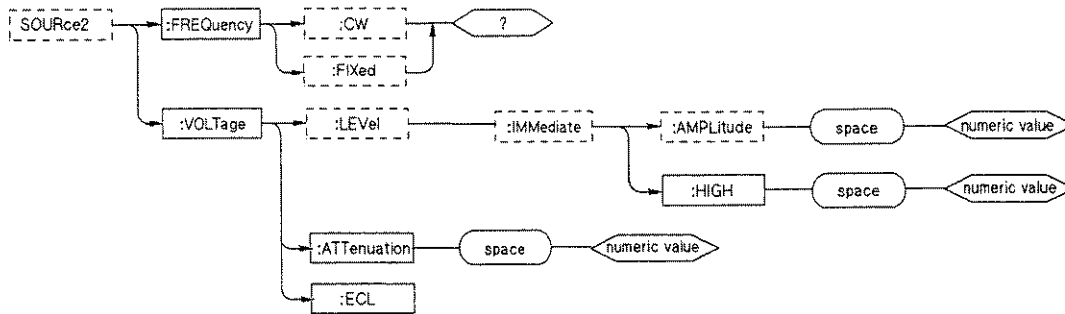 SOURce2 :FREQuency :CW ?
:FIXed
:VOLTage :LEVel :IMMediate :AMPLitude space numeric value
:HIGH space numeric value
:ATTenuation space numeric value
:ECL